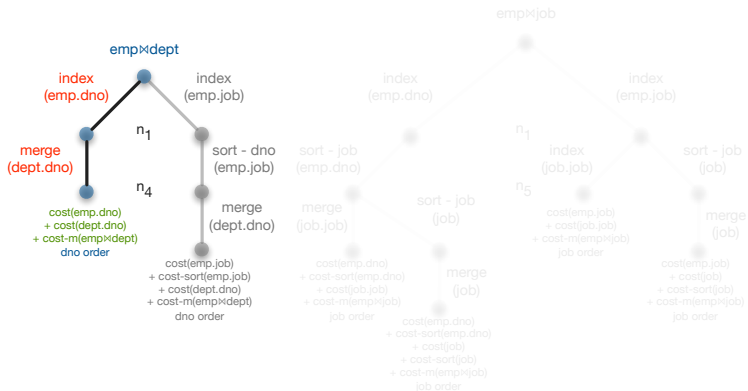 emp⋈dept
index
(emp.dno)
index
(emp.job)
n1
merge
(dept.dno)
sort - dno
(emp.job)
n4
merge
(dept.dno)
cost(emp.dno)
+ cost(dept.dno)
+ cost-m(emp⋈dept)
dno order
cost(emp.job)
+ cost-sort(emp.job)
+ cost(dept.dno)
+ cost-m(emp⋈dept)
dno order
emp⋈job
index
(emp.dno)
index
(emp.job)
n1
sort - job
(emp.dno)
index
(job.job)
sort - job
(job)
n5
merge
(job.job)
sort - job
(job)
cost(emp.job)
+ cost(job.job)
+ cost-m(emp⋈job)
job order
merge
(job)
cost(emp.dno)
+ cost-sort(emp.dno)
+ cost(job.job)
+ cost-m(emp⋈job)
job order
merge
(job)
cost(emp.job)
+ cost(job)
+ cost-sort(job)
+ cost-m(emp⋈job)
job order
cost(emp.dno)
+ cost-sort(emp.dno)
+ cost(job)
+ cost-sort(job)
+ cost-m(emp⋈job)
job order